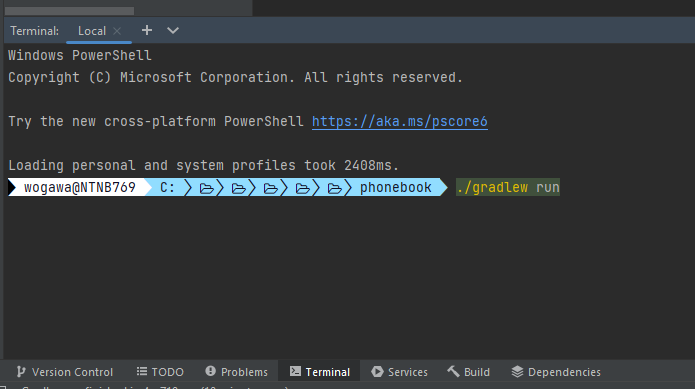 Terminal: Local
Windows PowerShell
Copyright (C) Microsoft Corporation. All rights reserved.
Try the new cross-platform PowerShell https://aka.ms/pscore6
Loading personal and system profiles took 2408ms.
wogawa@NTNB769 C: phonebook ./gradlew run
Version Control TODO Problems Terminal Services Build Dependencies